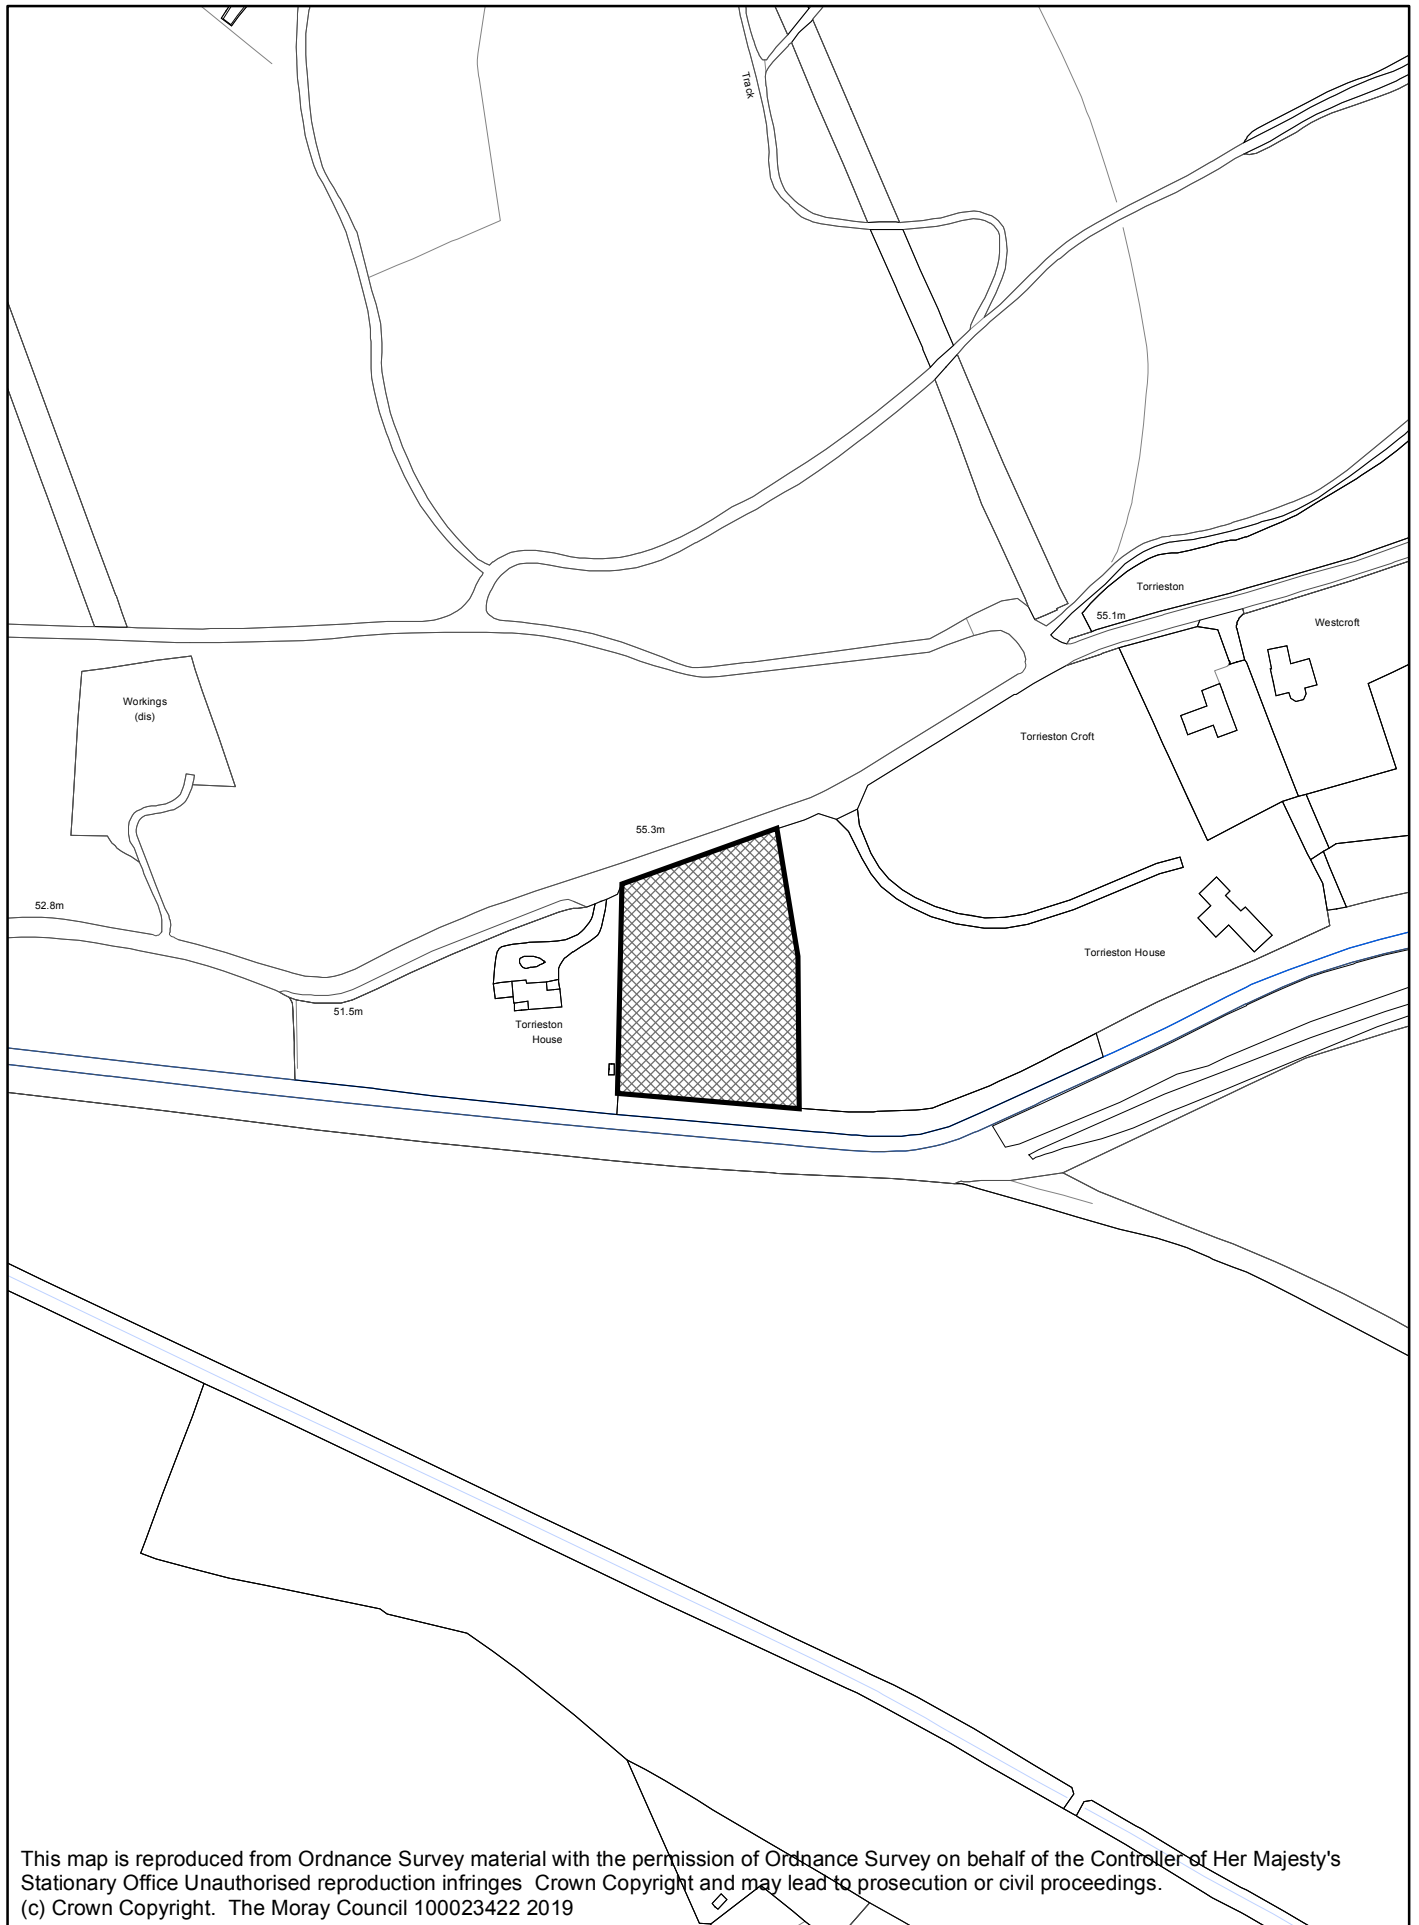 Track
Torrieston
55.1m
Westcroft
Workings
(dis)
Torrieston Croft
55.3m
52.8m
Torrieston House
51.5m
Torrieston
House
This map is reproduced from Ordnance Survey material with the permission of Ordnance Survey on behalf of the Controller of Her Majesty's
Stationary Office Unauthorised reproduction infringes Crown Copyright and may lead to prosecution or civil proceedings.
(c) Crown Copyright. The Moray Council 100023422 2019